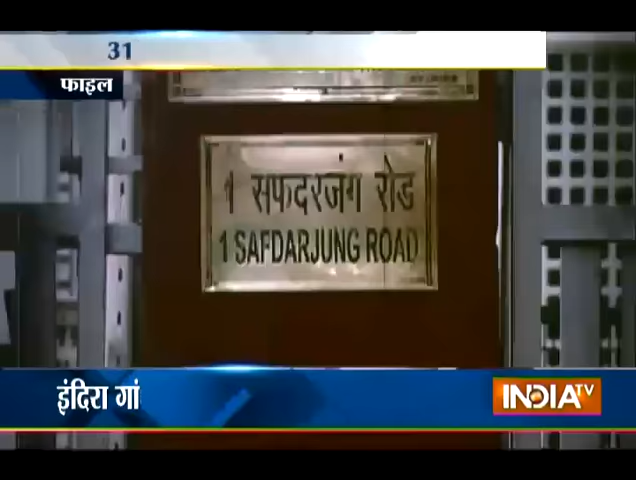 31
फाइल
1 सफदरजंग रोड
1 SAFDARJUNG ROAD
इंदिरा गां
INDIA TV